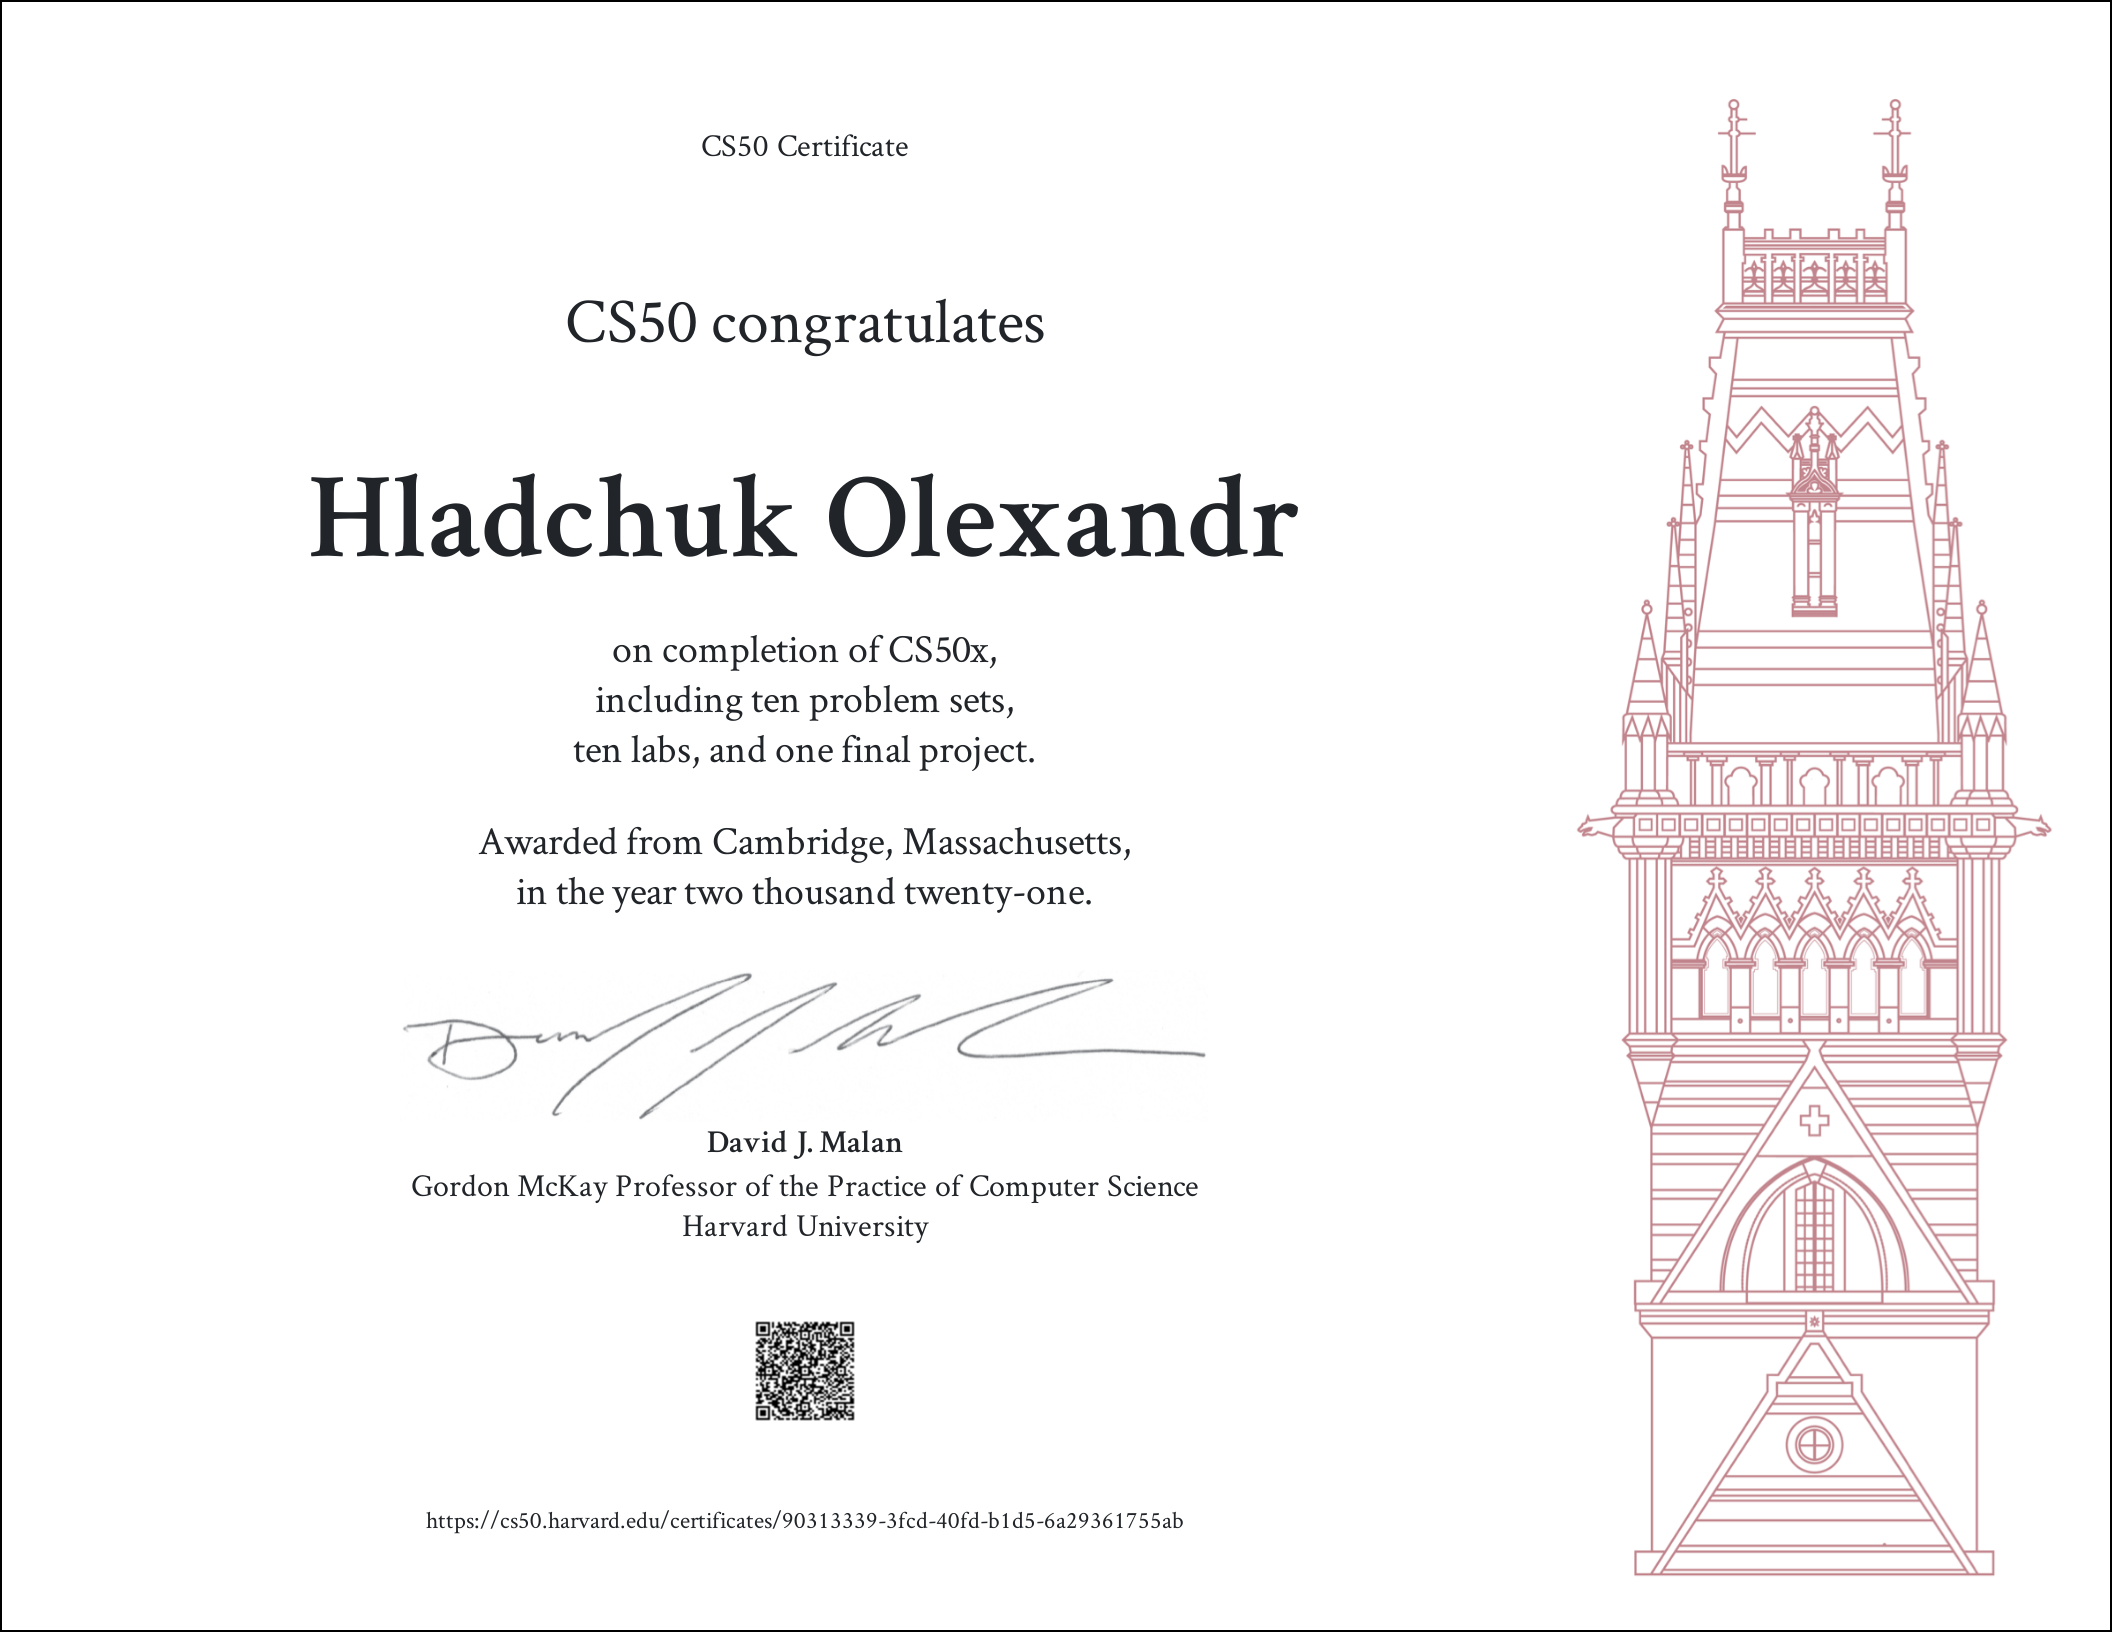 CS50 Certificate
CS50 congratulates
Hladchuk Olexandr
on completion of CS50x,
including ten problem sets,
ten labs, and one final project.
Awarded from Cambridge, Massachusetts,
in the year two thousand twenty-one.
David J. Malan
Gordon McKay Professor of the Practice of Computer Science
Harvard University
https://cs50.harvard.edu/certificates/90313339-3fcd-40fd-b1d5-6a29361755ab